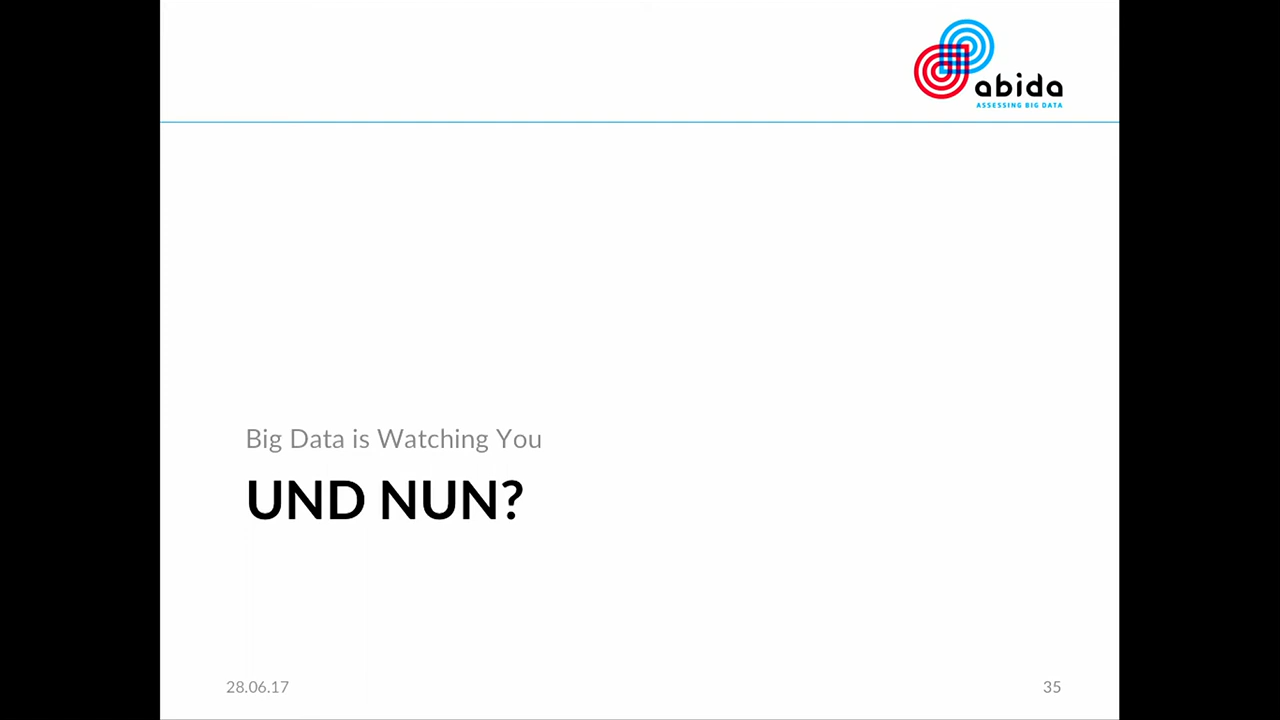 abida
ASSESSING BIG DATA
Big Data is Watching You
UND NUN?
28.06.17
35